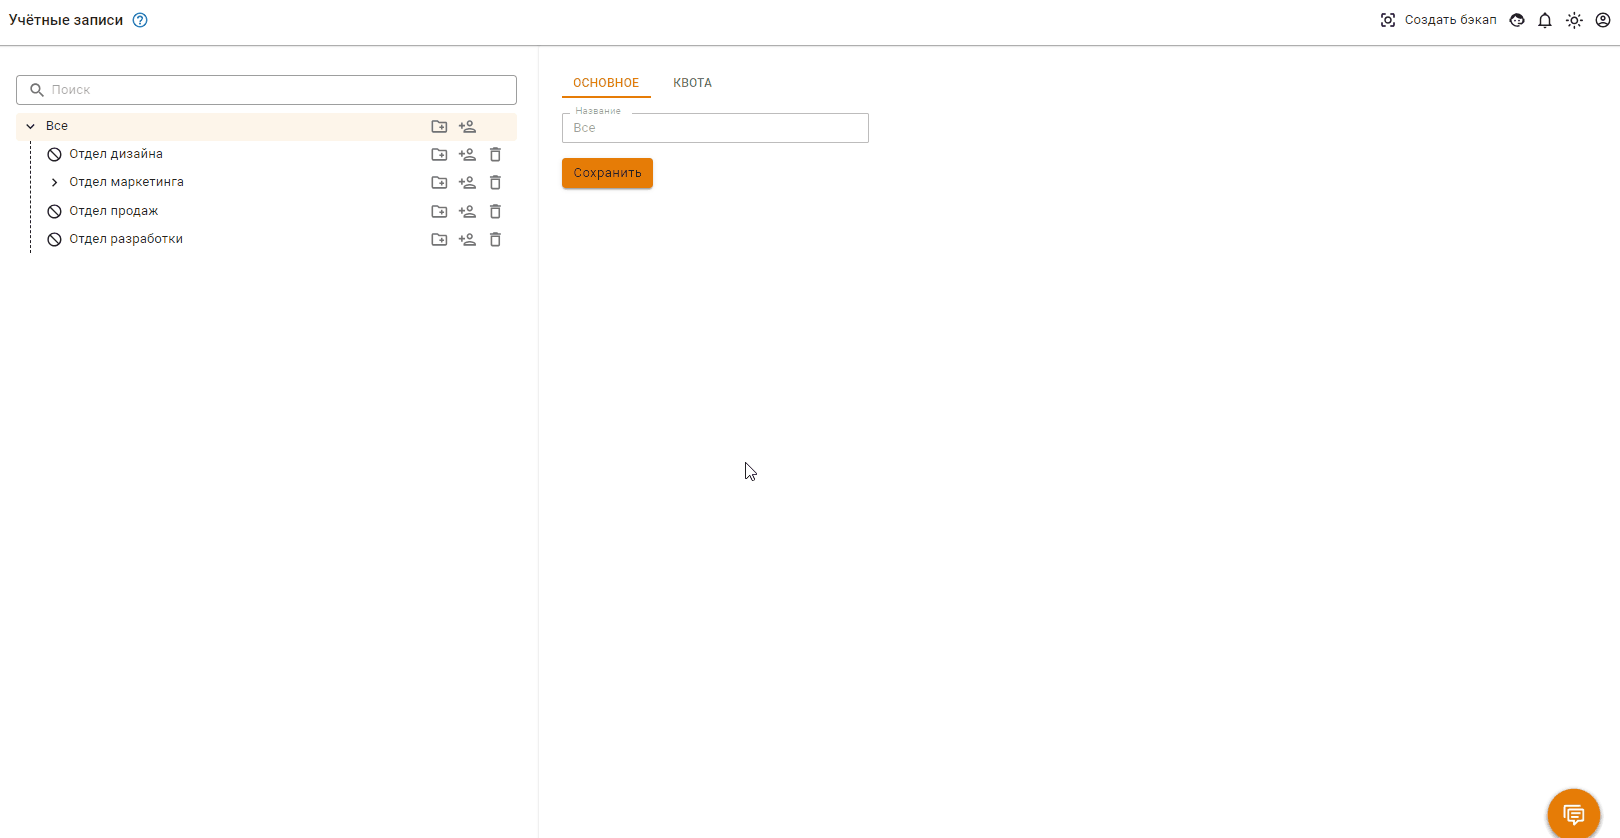 Учётные записи
Создать бэкап
Поиск
Все
Отдел дизайна
Отдел маркетинга
Отдел продаж
Отдел разработки
ОСНОВНОЕ
КВОТА
Название
Все
Сохранить